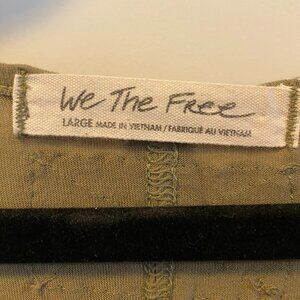 We The Free
LARGE MADE IN VIETNAM / FABRIQUÉ AU VIETNAM